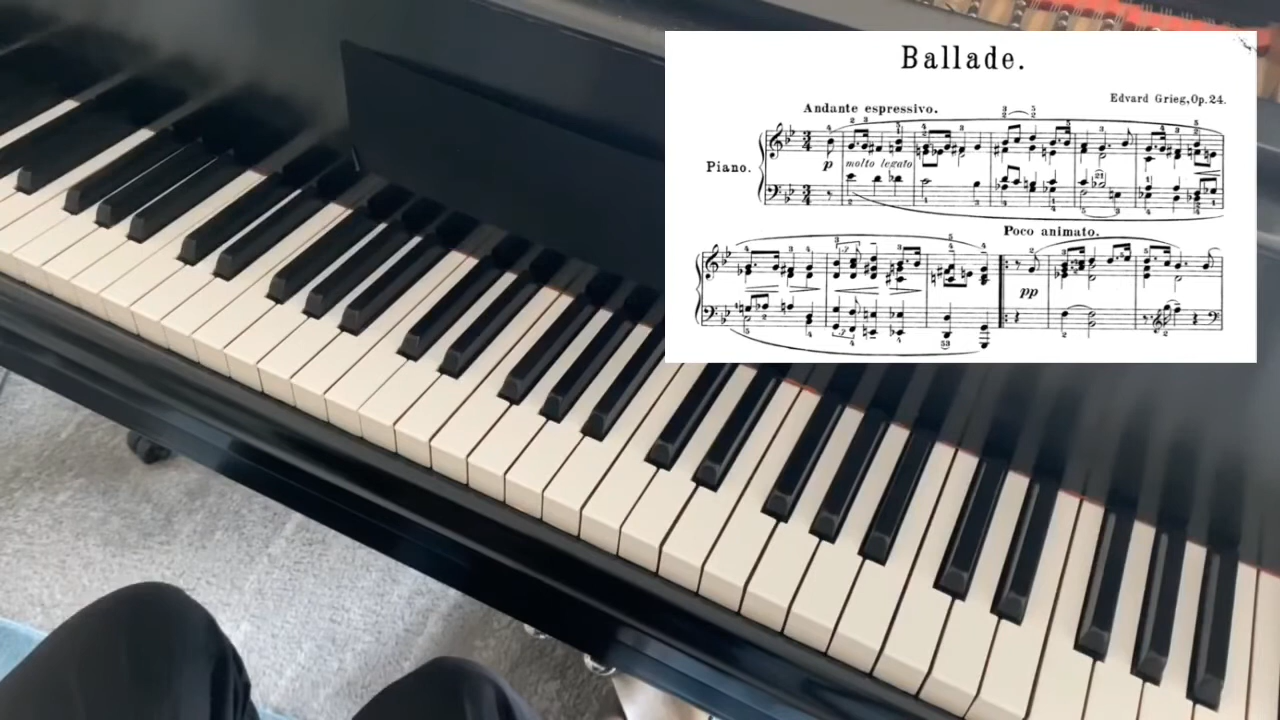 Ballade.
Edvard Grieg, Op. 24.
Andante espressivo.
Piano.
p molto legato
Poco animato.
pp